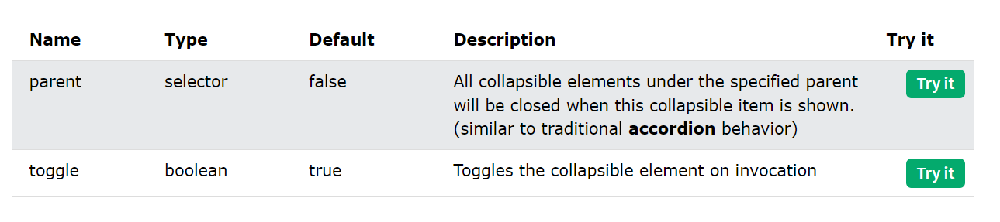 Name Type Default Description Try it
parent selector false All collapsible elements under the specified parent Try it
will be closed when this collapsible item is shown.
(similar to traditional accordion behavior)
toggle boolean true Toggles the collapsible element on invocation Try it